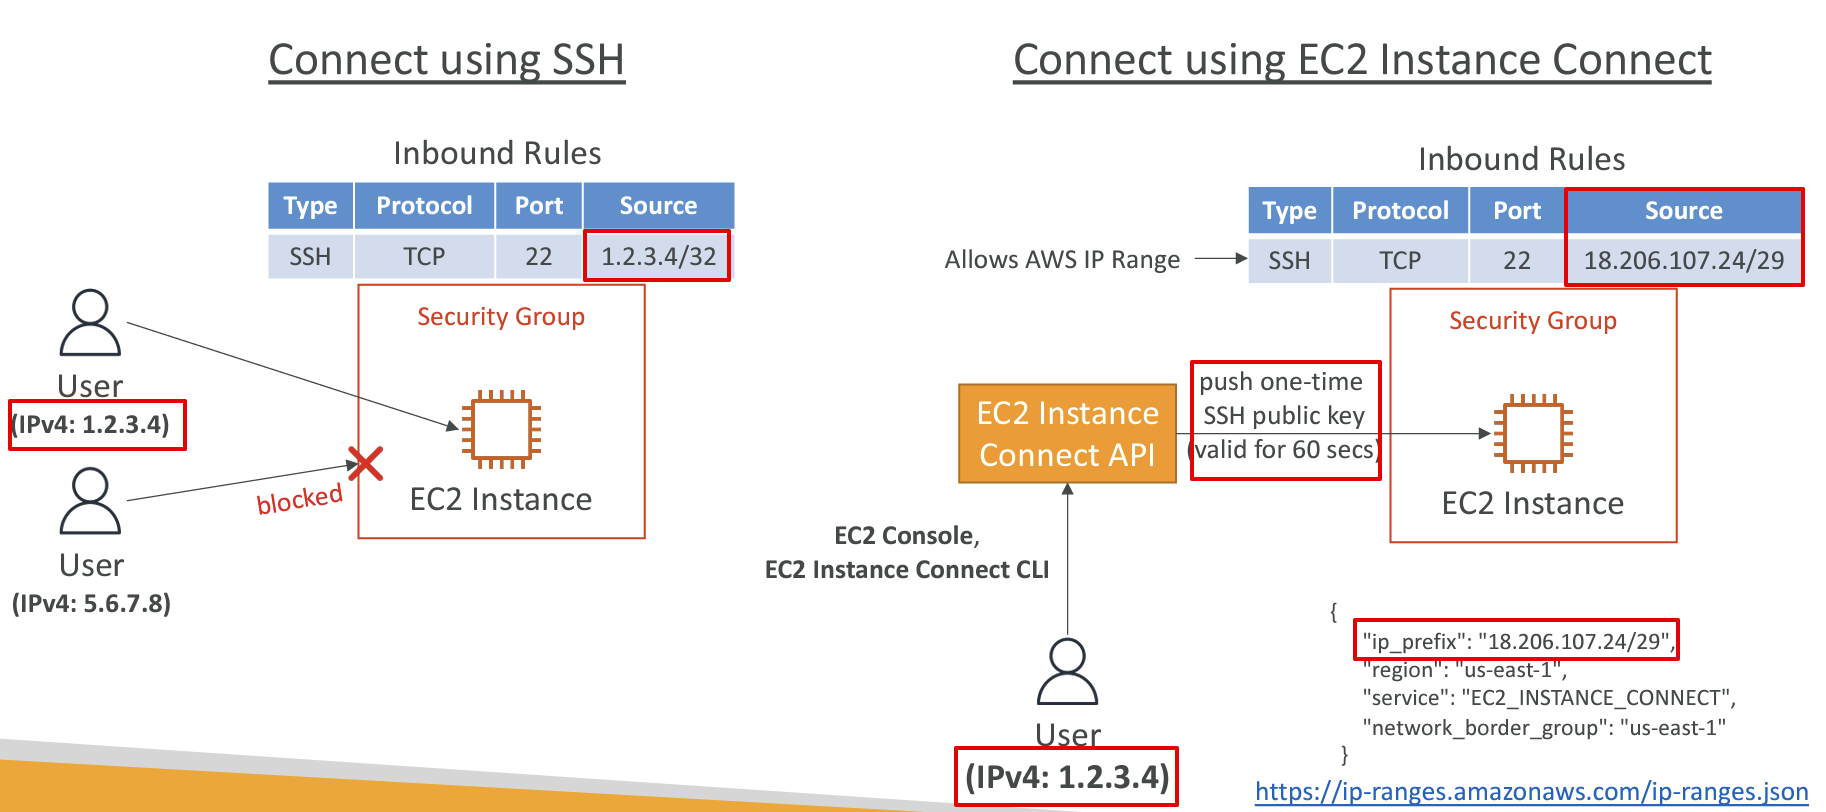 Connect using SSH
Inbound Rules
Type Protocol Port Source
SSH TCP 22 1.2.3.4/32
Security Group
User
(IPv4: 1.2.3.4)
blocked
EC2 Instance
User
(IPv4: 5.6.7.8)
Connect using EC2 Instance Connect
Inbound Rules
Type Protocol Port Source
Allows AWS IP Range
SSH TCP 22 18.206.107.24/29
Security Group
EC2 Instance
Connect API
push one-time
SSH public key
(valid for 60 secs)
EC2 Instance
EC2 Console,
EC2 Instance Connect CLI
User
(IPv4: 1.2.3.4)
{
"ip_prefix": "18.206.107.24/29",
"region": "us-east-1",
"service": "EC2_INSTANCE_CONNECT",
"network_border_group": "us-east-1"
}
https://ip-ranges.amazonaws.com/ip-ranges.json